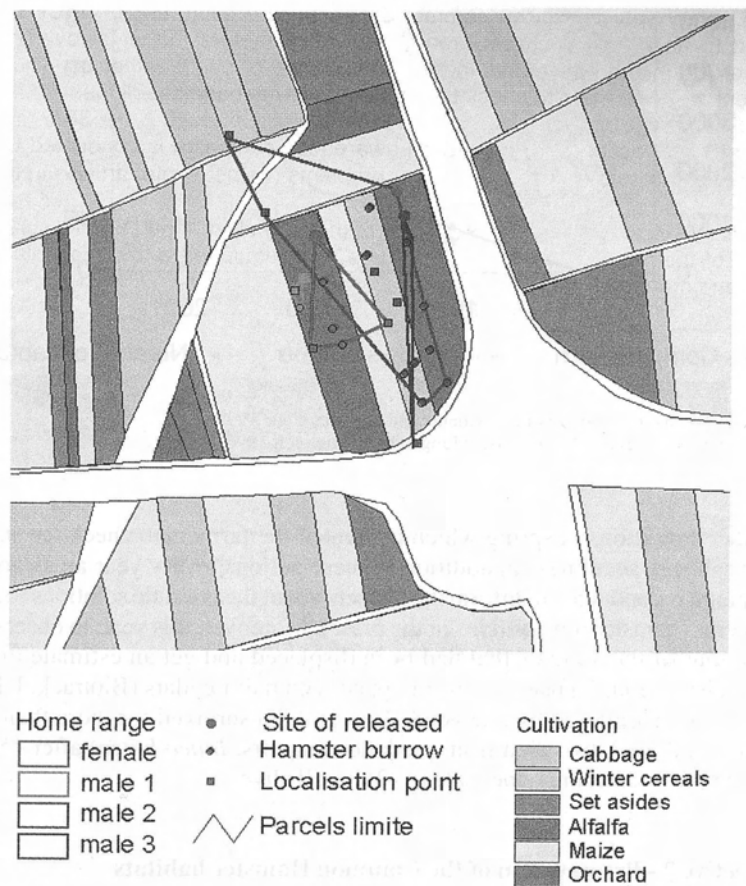 Home range
female
male 1
male 2
male 3
Site of released
Hamster burrow
Localisation point
Parcels limite
Cultivation
Cabbage
Winter cereals
Set asides
Alfalfa
Maize
Orchard